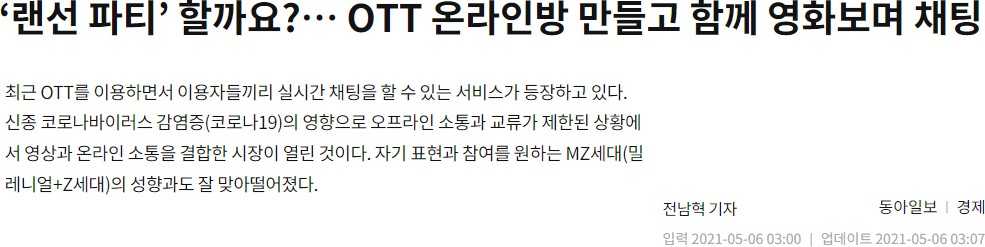 ‘랜선 파티’ 할까요?… OTT 온라인방 만들고 함께 영화보며 채팅
최근 OTT를 이용하면서 이용자들끼리 실시간 채팅을 할 수 있는 서비스가 등장하고 있다.
신종 코로나바이러스 감염증(코로나19)의 영향으로 오프라인 소통과 교류가 제한된 상황에
서 영상과 온라인 소통을 결합한 시장이 열린 것이다. 자기 표현과 참여를 원하는 MZ세대(밀
레니얼+Z세대)의 성향과도 잘 맞아떨어졌다.
전남혁 기자
동아일보 | 경제
입력 2021-05-06 03:00 | 업데이트 2021-05-06 03:07